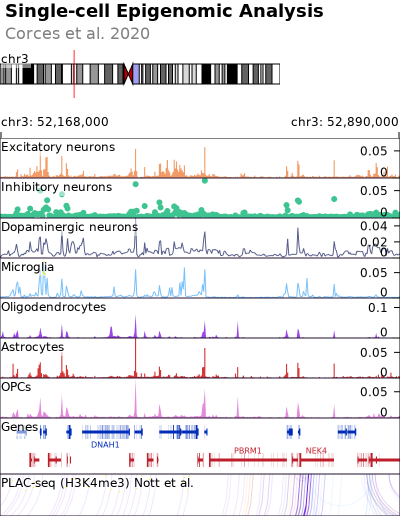 Single-cell Epigenomic Analysis
Corces et al. 2020
chr3
chr3: 52,168,000 chr3: 52,890,000
Excitatory neurons 0.05
0
Inhibitory neurons 0.05
0
Dopaminergic neurons 0.04
0.02
0
Microglia 0.05
0
Oligodendrocytes 0.1
0
Astrocytes 0.05
0
OPCs 0.05
0
Genes
DNAH1
PBRM1 NEK4
PLAC-seq (H3K4me3) Nott et al.